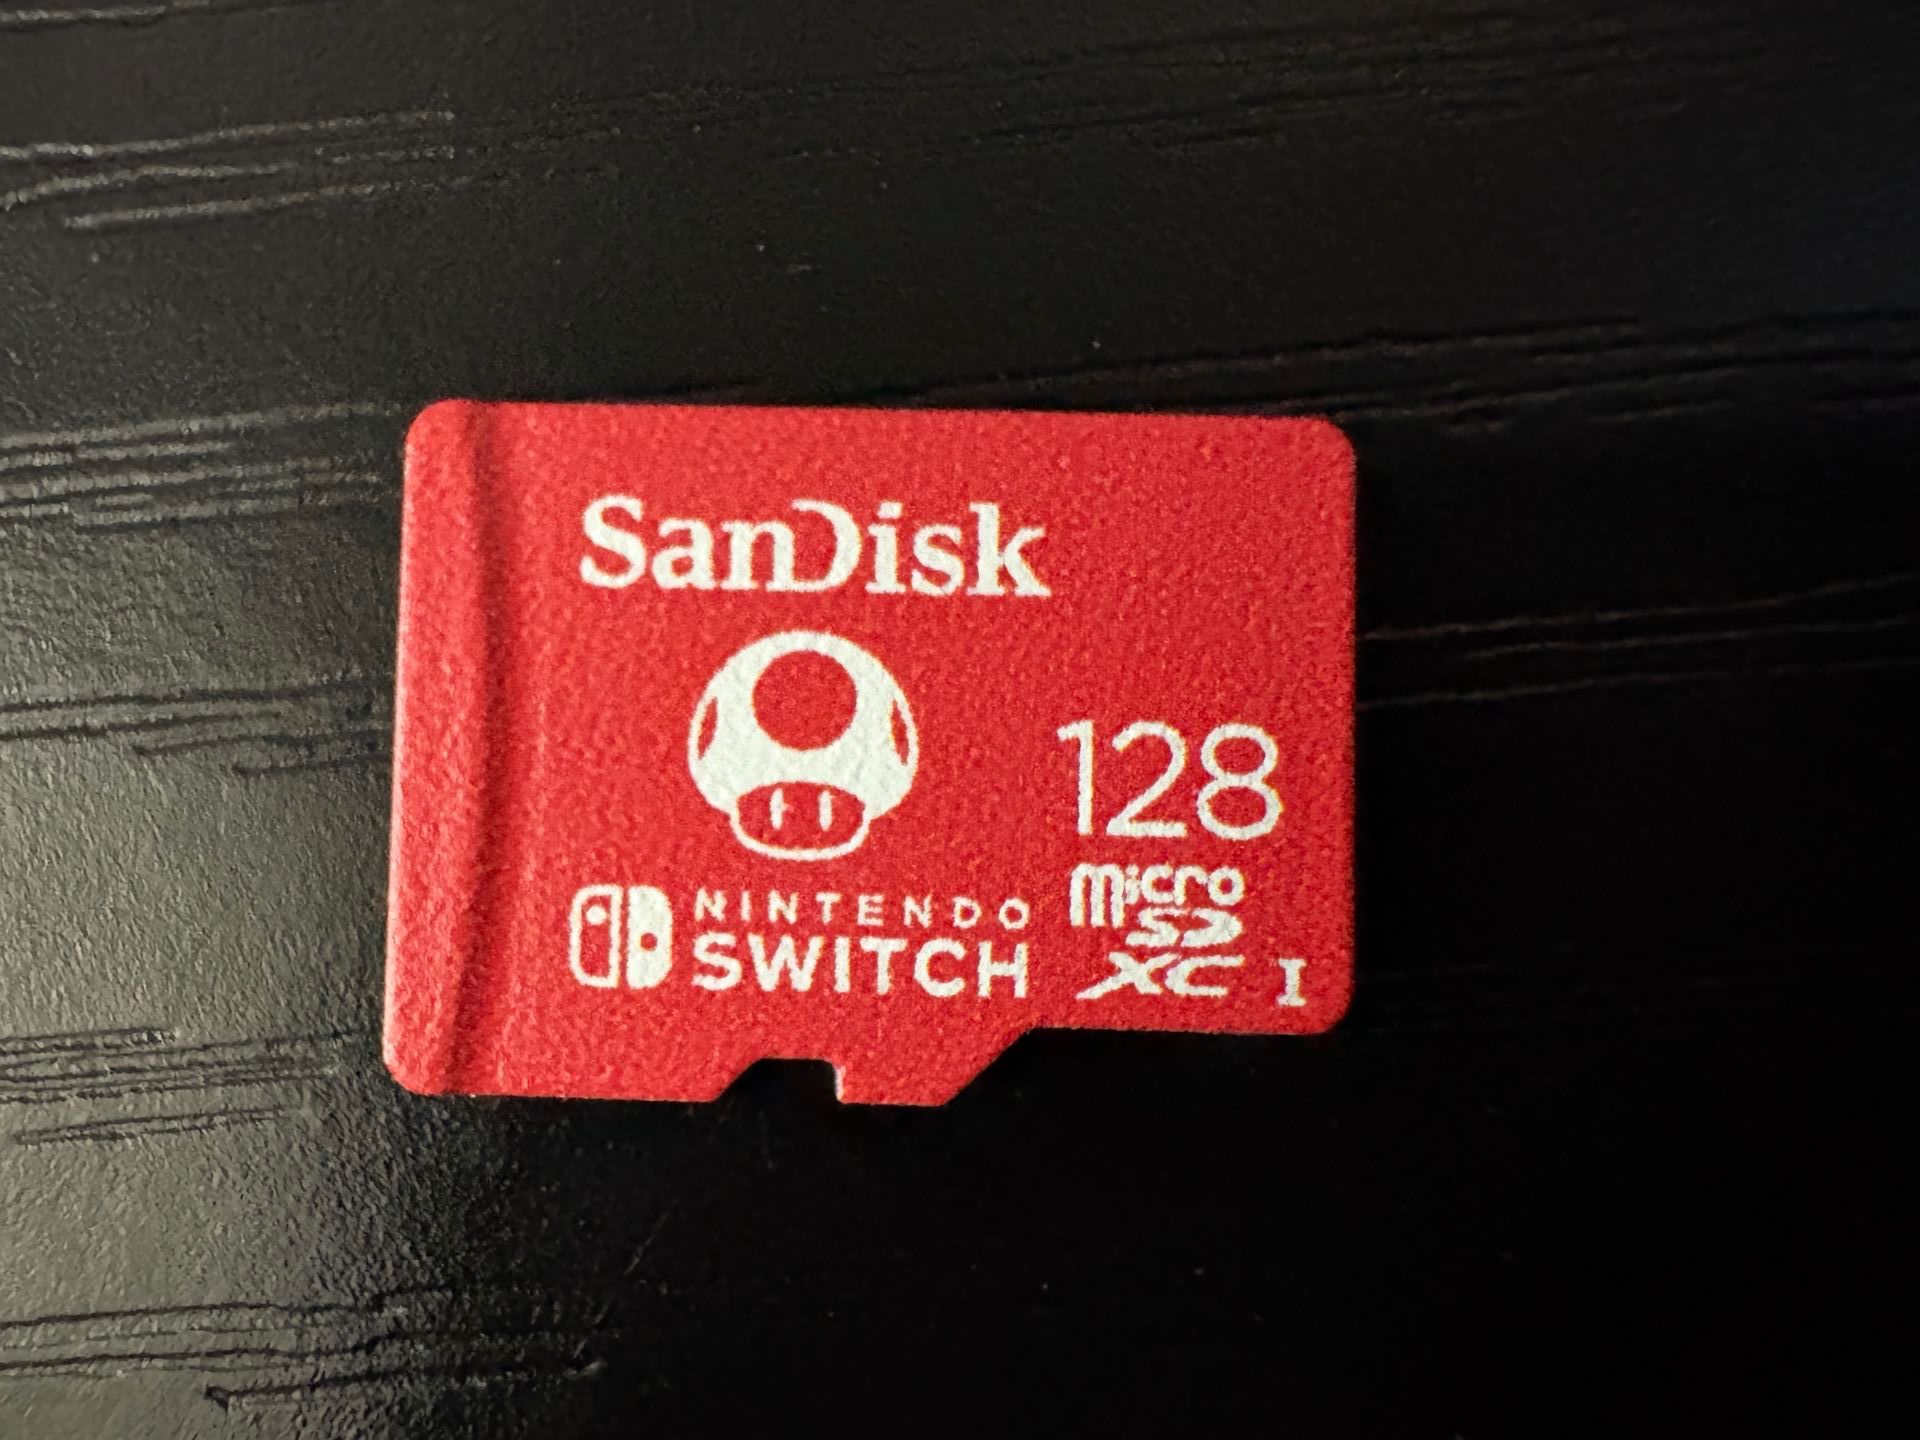 SanDisk
128
NINTENDO
SWITCH
micro
SD
XC I